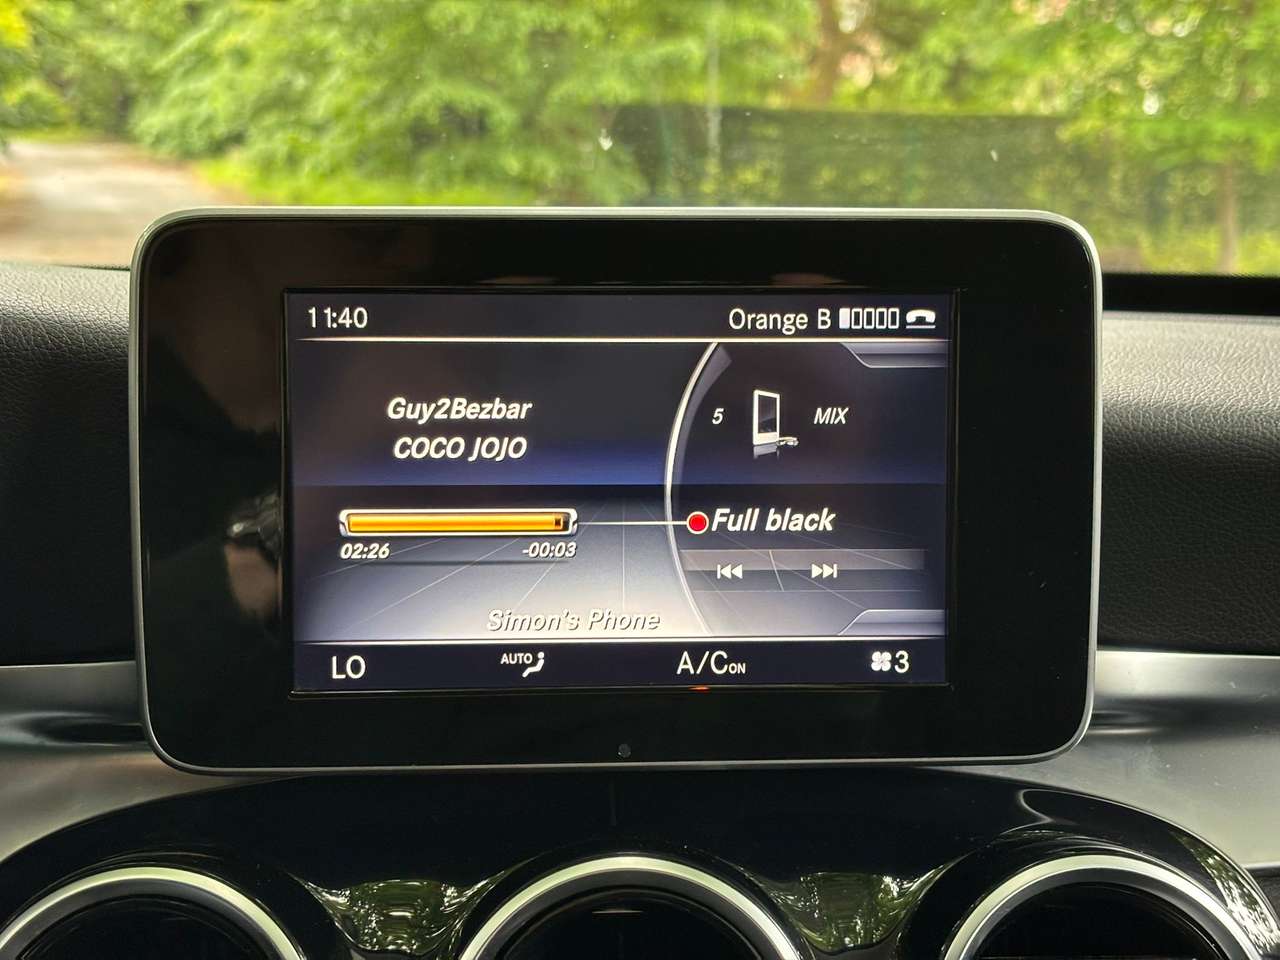 11:40
Orange B
Guy2Bezbar
COCO JOJO
5
MIX
02:26
-00:03
Full black
Simon's Phone
LO
AUTO
A/C ON
3